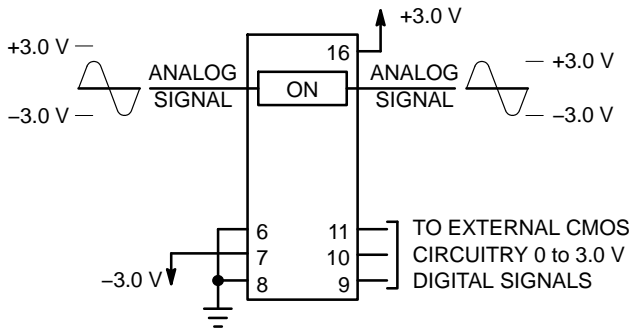 +3.0 V
16
+3.0 V
−3.0 V
ANALOG
SIGNAL
ON
ANALOG
SIGNAL
+3.0 V
−3.0 V
6
7
8
−3.0 V
11
10
9
TO EXTERNAL CMOS
CIRCUITRY 0 to 3.0 V
DIGITAL SIGNALS